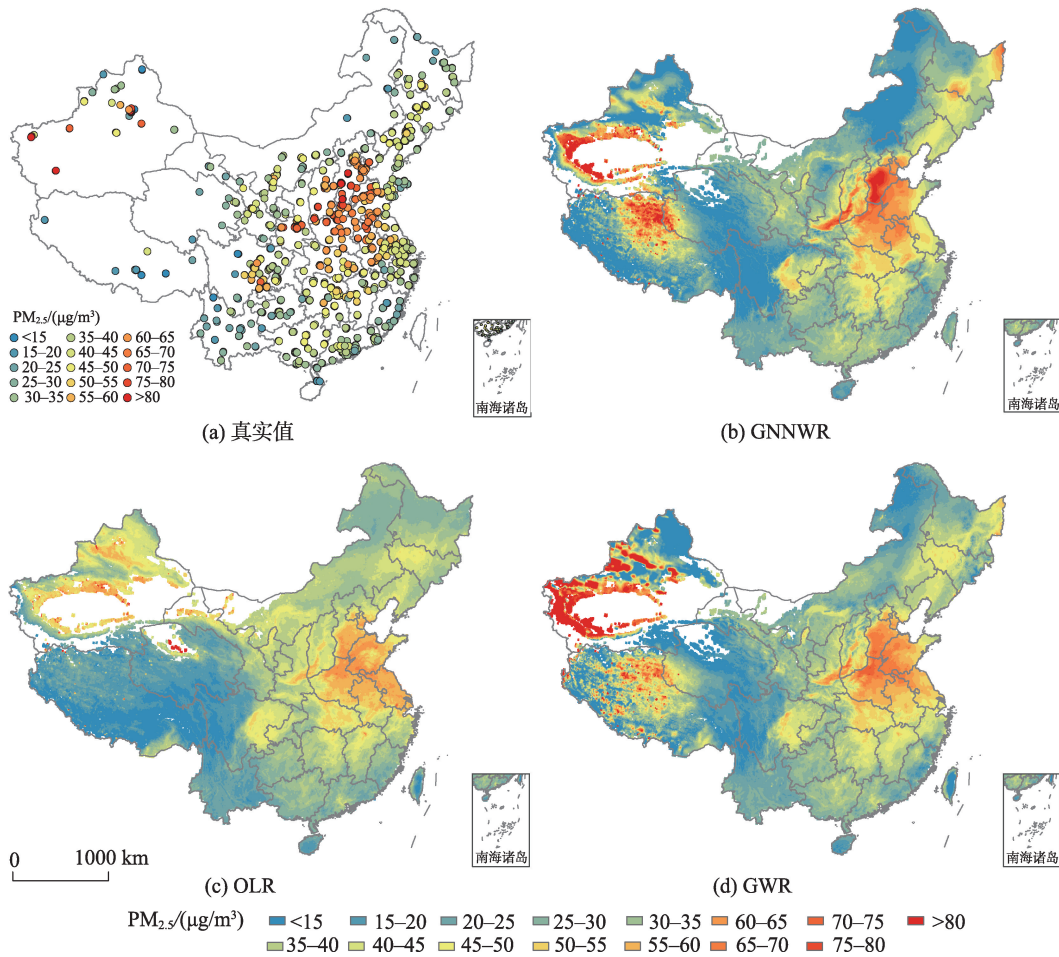 PM2.5/(μg/m³)
<15 35–40 60–65
15–20 40–45 65–70
20–25 45–50 70–75
25–30 50–55 75–80
30–35 55–60 >80
南海诸岛
(a) 真实值
南海诸岛
(b) GNNWR
0 1000 km
南海诸岛
(c) OLR
南海诸岛
(d) GWR
PM2.5/(μg/m³) <15 15–20 20–25 25–30 30–35 60–65 70–75 >80
35–40 40–45 45–50 50–55 55–60 65–70 75–80